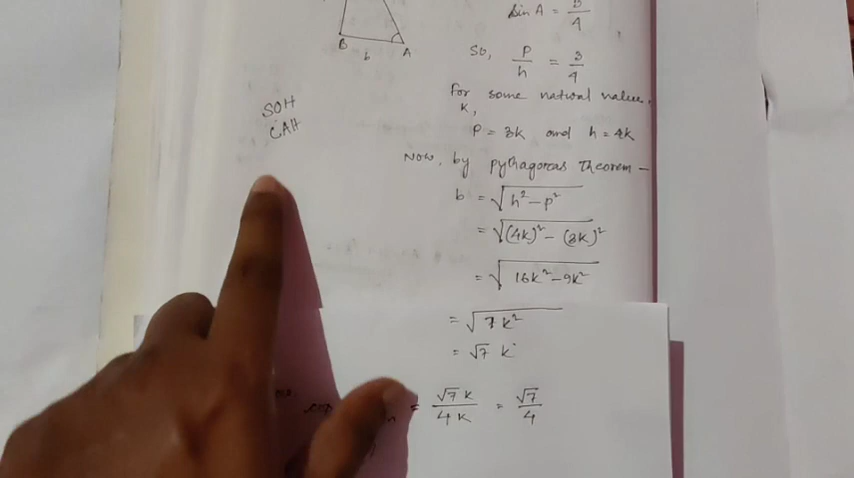 B
b
A
SOH
CAH
Sin A = 3/4
So, P/h = 3/4
For some natural value,
K,
P = 3k and h = 4k
Now, by pythagoras Theorem -
b = √h² - p²
= √(4k)² - (3k)²
= √16k² - 9k²
= √7k²
= √7 k
= √7 k/4k = √7/4